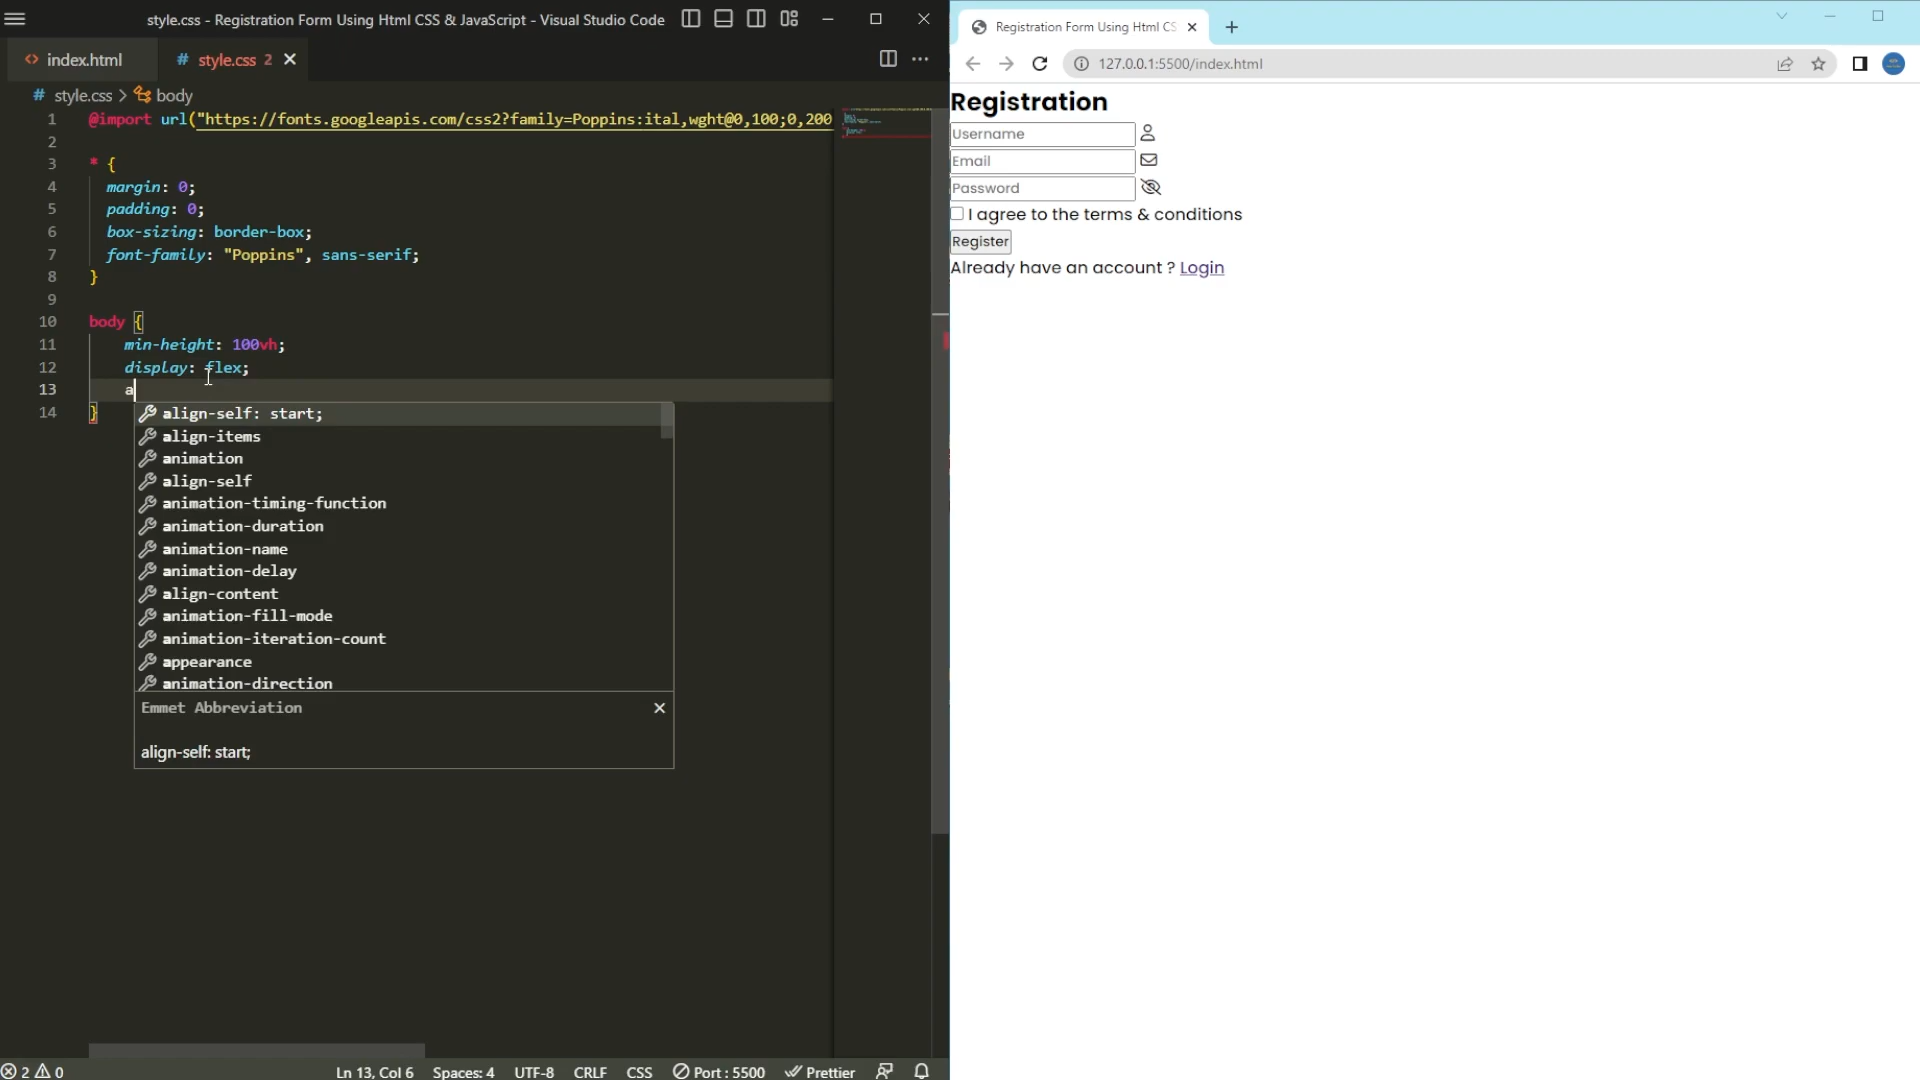 style.css - Registration Form Using Html CSS & JavaScript - Visual Studio Code
index.html
# style.css 2
# style.css > body
1 @import url("https://fonts.googleapis.com/css2?family=Poppins:ital,wght@0,100;0,200
2
3 * {
4 margin: 0;
5 padding: 0;
6 box-sizing: border-box;
7 font-family: "Poppins", sans-serif;
8 }
9
10 body {
11 min-height: 100vh;
12 display: flex;
13 a
14 }
align-self: start;
align-items
animation
align-self
animation-timing-function
animation-duration
animation-name
animation-delay
align-content
animation-fill-mode
animation-iteration-count
appearance
animation-direction
Emmet Abbreviation
align-self: start;
2 0 Ln 13, Col 6 Spaces: 4 UTF-8 CRLF CSS Port : 5500 Prettier
Registration Form Using Html CS
127.0.0.1:5500/index.html
Registration
Username
Email
Password
I agree to the terms & conditions
Register
Already have an account ? Login